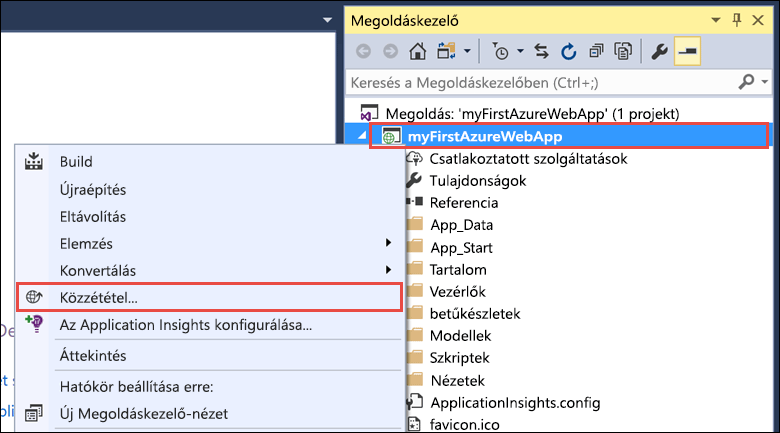 Megoldáskezelő
Keresés a Megoldáskezelőben (Ctrl+;)
Megoldás: 'myFirstAzureWebApp' (1 projekt)
myFirstAzureWebApp
Csatlakoztatott szolgáltatások
Tulajdonságok
Referencia
App_Data
App_Start
Tartalom
Vezérlők
betűkészletek
Modellek
Szkriptek
Nézetek
ApplicationInsights.config
favicon.ico
Build
Újraépítés
Eltávolítás
Elemzés
Konvertálás
Közzététel...
Az Application Insights konfigurálása...
Áttekintés
Hatókör beállítása erre:
Új Megoldáskezelő-nézet